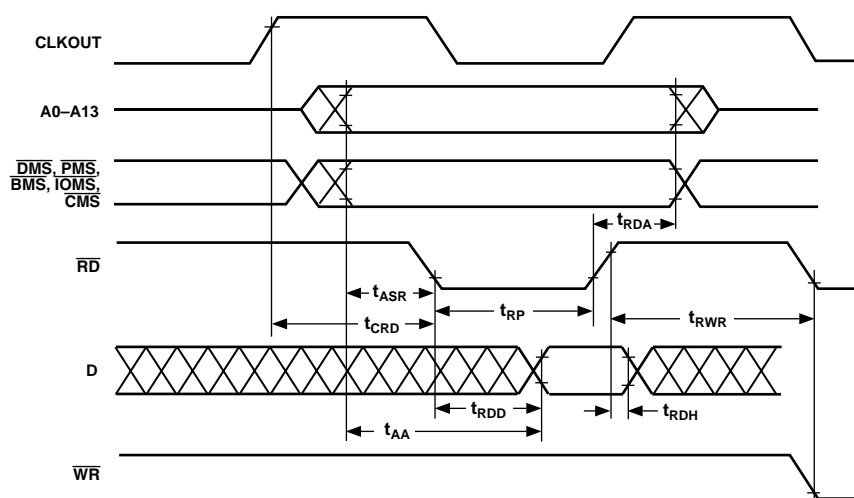 CLKOUT
A0–A13
DMS, PMS,
BMS, IOMS,
CMS
tRDA
RD
tASR
tRP
tCRD
tRWR
D
tRDD
tRDH
tAA
WR